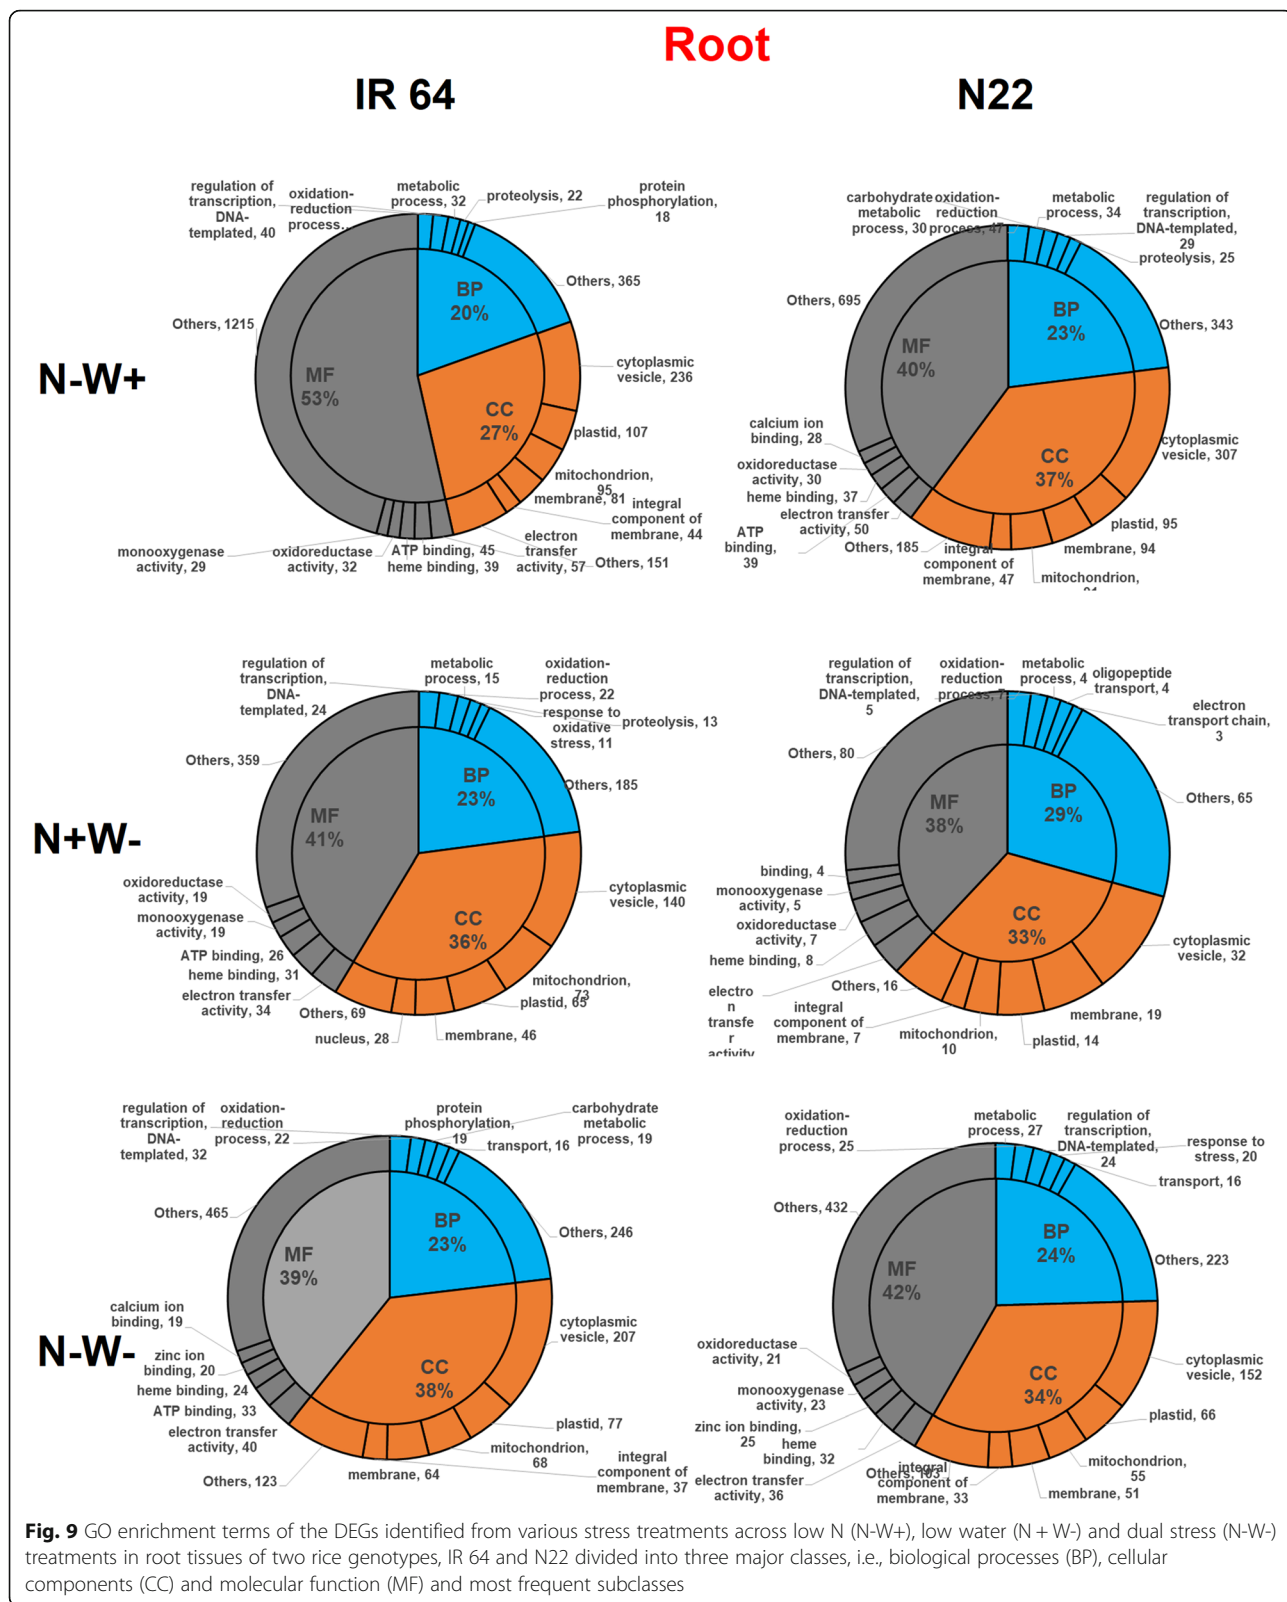 Root
IR 64
N22
N-W+
regulation of
transcription,
DNA-
templated, 40
oxidation-
reduction
process...
metabolic
process, 32
proteolysis, 22
protein
phosphorylation,
18
Others, 365
BP
20%
cytoplasmic
vesicle, 236
CC
27%
plastid, 107
mitochondrion,
95
membrane, 81
integral
component of
membrane, 44
Others, 151
electron
transfer
activity, 57
ATP binding, 45
heme binding, 39
oxidoreductase
activity, 32
monooxygenase
activity, 29
MF
53%
Others, 1215
carbohydrate
metabolic
process, 30
oxidation-
reduction
process, 47
metabolic
process, 34
regulation of
transcription,
DNA-templated,
29
proteolysis, 25
Others, 343
BP
23%
cytoplasmic
vesicle, 307
CC
37%
plastid, 95
membrane, 94
mitochondrion,
integral
component of
membrane, 47
Others, 185
electron transfer
activity, 50
ATP
binding,
39
heme binding, 37
oxidoreductase
activity, 30
calcium ion
binding, 28
MF
40%
Others, 695
N+W-
regulation of
transcription,
DNA-
templated, 24
metabolic
process, 15
oxidation-
reduction
process, 22
response to
oxidative
stress, 11
proteolysis, 13
Others, 185
BP
23%
cytoplasmic
vesicle, 140
CC
36%
mitochondrion,
73
plastid, 65
membrane, 46
nucleus, 28
Others, 69
electron transfer
activity, 34
heme binding, 31
ATP binding, 26
monooxygenase
activity, 19
oxidoreductase
activity, 19
MF
41%
Others, 359
regulation of
transcription,
DNA-templated,
5
oxidation-
reduction
process, 7
metabolic
process, 4
oligopeptide
transport, 4
electron
transport chain,
3
Others, 65
BP
29%
cytoplasmic
vesicle, 32
CC
33%
membrane, 19
plastid, 14
mitochondrion,
10
integral
component of
membrane, 7
Others, 16
electro
n
transfe
r
activity
heme binding, 8
oxidoreductase
activity, 7
monooxygenase
activity, 5
binding, 4
MF
38%
Others, 80
N-W-
regulation of
transcription,
DNA-
templated, 32
oxidation-
reduction
process, 22
protein
phosphorylation,
19
carbohydrate
metabolic
process, 19
transport, 16
Others, 246
BP
23%
cytoplasmic
vesicle, 207
CC
38%
plastid, 77
mitochondrion,
68
integral
component of
membrane, 37
membrane, 64
Others, 123
electron transfer
activity, 40
ATP binding, 33
heme binding, 24
zinc ion
binding, 20
calcium ion
binding, 19
MF
39%
Others, 465
oxidation-
reduction
process, 25
metabolic
process, 27
regulation of
transcription,
DNA-templated,
24
response to
stress, 20
transport, 16
Others, 223
BP
24%
cytoplasmic
vesicle, 152
CC
34%
plastid, 66
mitochondrion,
55
membrane, 51
integral
component of
membrane, 33
Others, 103
electron transfer
activity, 36
heme
binding, 32
zinc ion binding,
25
monooxygenase
activity, 23
oxidoreductase
activity, 21
MF
42%
Others, 432
Fig. 9 GO enrichment terms of the DEGs identified from various stress treatments across low N (N-W+), low water (N + W-) and dual stress (N-W-)
treatments in root tissues of two rice genotypes, IR 64 and N22 divided into three major classes, i.e., biological processes (BP), cellular
components (CC) and molecular function (MF) and most frequent subclasses